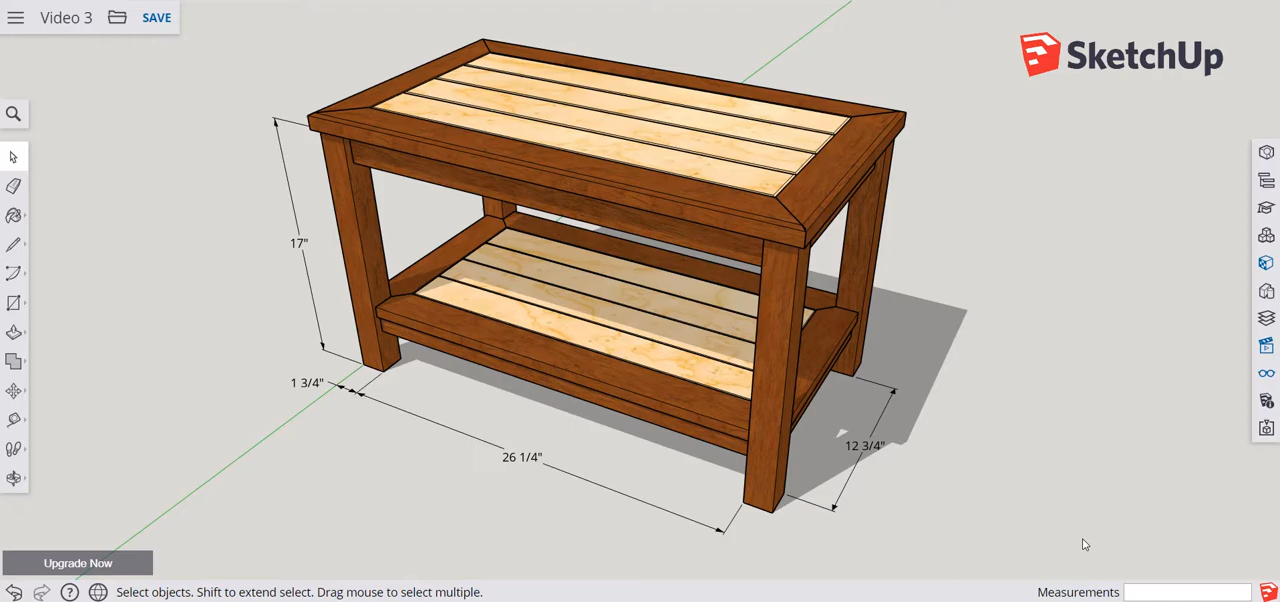 Video 3
SAVE
SketchUp
17"
1 3/4"
26 1/4"
12 3/4"
Upgrade Now
Select objects. Shift to extend select. Drag mouse to select multiple.
Measurements